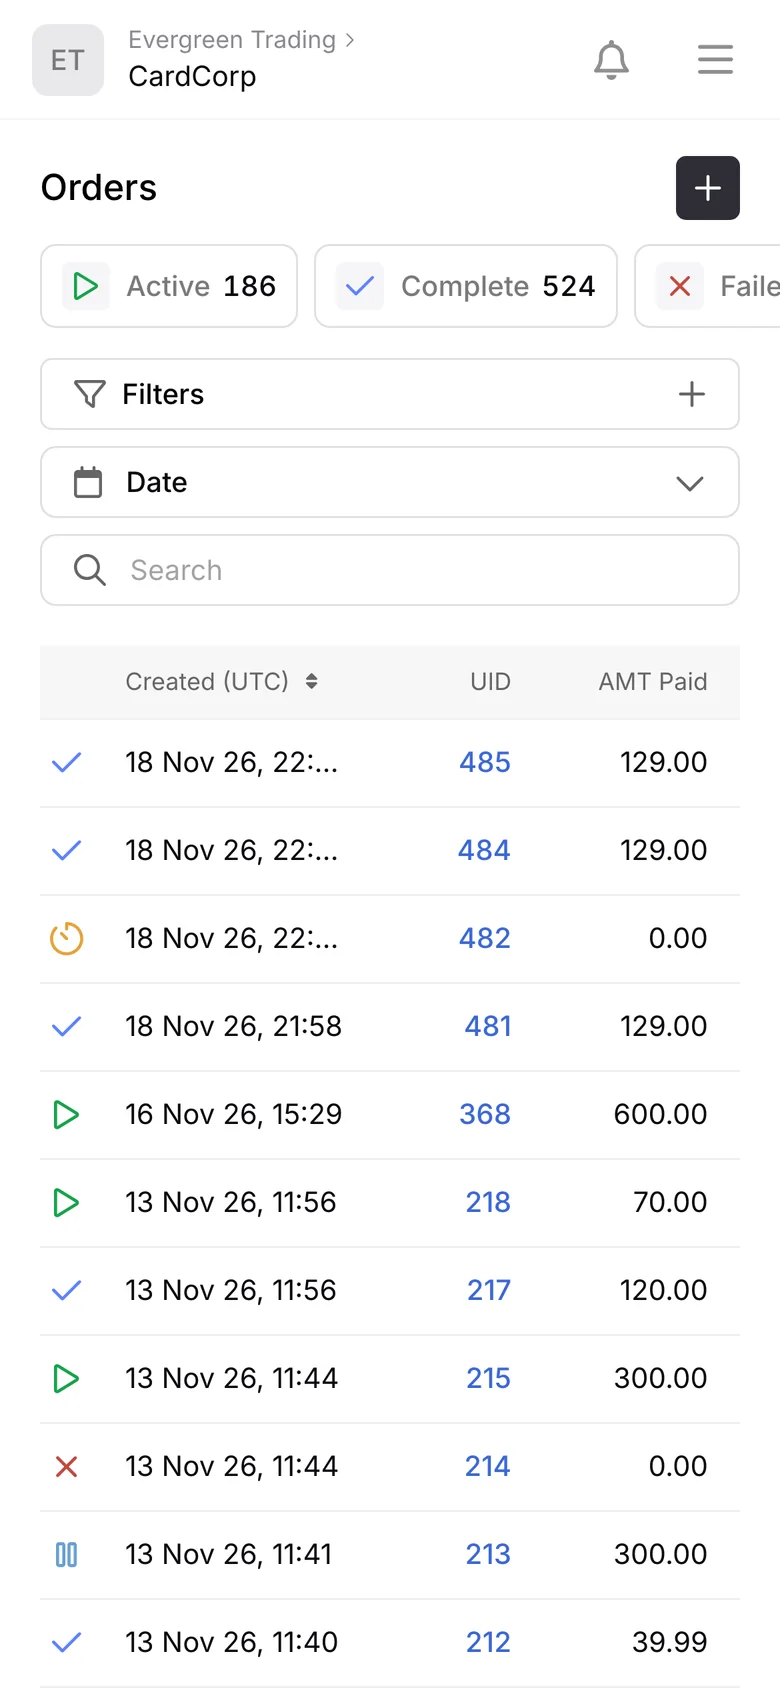 ET
Evergreen Trading >
CardCorp
Orders
Active 186
Complete 524
Faile
Filters
Date
Search
Created (UTC) UID AMT Paid
18 Nov 26, 22:... 485 129.00
18 Nov 26, 22:... 484 129.00
18 Nov 26, 22:... 482 0.00
18 Nov 26, 21:58 481 129.00
16 Nov 26, 15:29 368 600.00
13 Nov 26, 11:56 218 70.00
13 Nov 26, 11:56 217 120.00
13 Nov 26, 11:44 215 300.00
13 Nov 26, 11:44 214 0.00
13 Nov 26, 11:41 213 300.00
13 Nov 26, 11:40 212 39.99